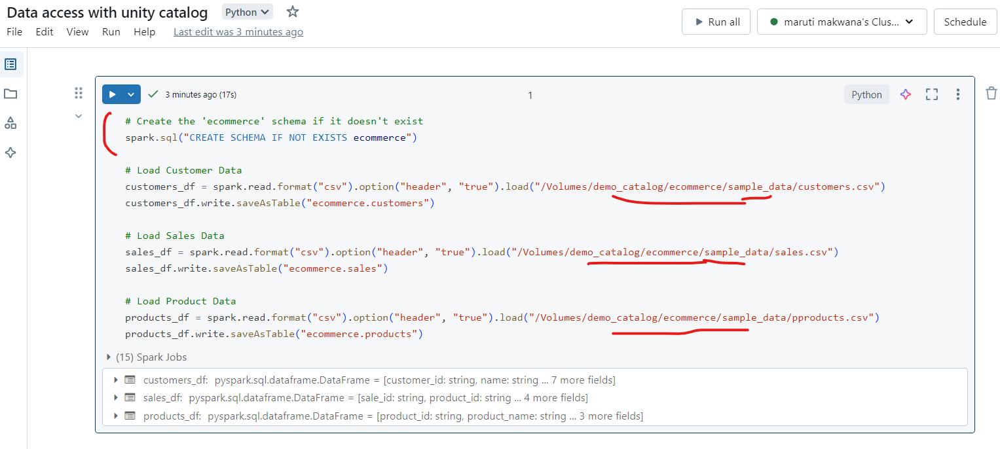 Data access with unity catalog Python
File Edit View Run Help Last edit was 3 minutes ago
Run all maruti makwana's Clus... Schedule
3 minutes ago (17s) 1 Python
# Create the 'ecommerce' schema if it doesn't exist
spark.sql("CREATE SCHEMA IF NOT EXISTS ecommerce")
# Load Customer Data
customers_df = spark.read.format("csv").option("header", "true").load("/Volumes/demo_catalog/ecommerce/sample_data/customers.csv")
customers_df.write.saveAsTable("ecommerce.customers")
# Load Sales Data
sales_df = spark.read.format("csv").option("header", "true").load("/Volumes/demo_catalog/ecommerce/sample_data/sales.csv")
sales_df.write.saveAsTable("ecommerce.sales")
# Load Product Data
products_df = spark.read.format("csv").option("header", "true").load("/Volumes/demo_catalog/ecommerce/sample_data/pproducts.csv")
products_df.write.saveAsTable("ecommerce.products")
(15) Spark Jobs
customers_df: pyspark.sql.dataframe.DataFrame = [customer_id: string, name: string ... 7 more fields]
sales_df: pyspark.sql.dataframe.DataFrame = [sale_id: string, product_id: string ... 4 more fields]
products_df: pyspark.sql.dataframe.DataFrame = [product_id: string, product_name: string ... 3 more fields]